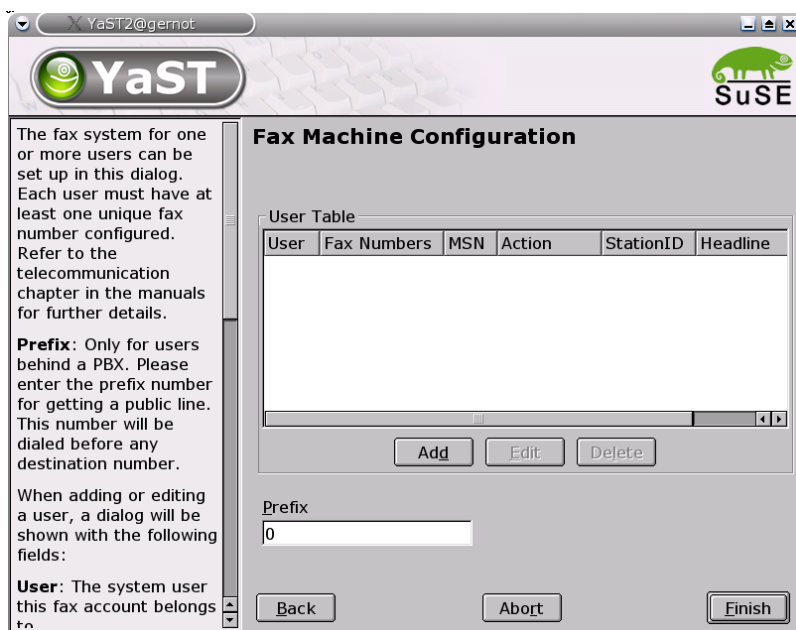 YaST2@gernot
YaST
SuSE
The fax system for one
or more users can be
set up in this dialog.
Each user must have at
least one unique fax
number configured.
Refer to the
telecommunication
chapter in the manuals
for further details.
Prefix: Only for users
behind a PBX. Please
enter the prefix number
for getting a public line.
This number will be
dialed before any
destination number.
When adding or editing
a user, a dialog will be
shown with the following
fields:
User: The system user
this fax account belongs
to
Fax Machine Configuration
User Table
User Fax Numbers MSN Action StationID Headline
Add Edit Delete
Prefix
0
Back Abort Finish